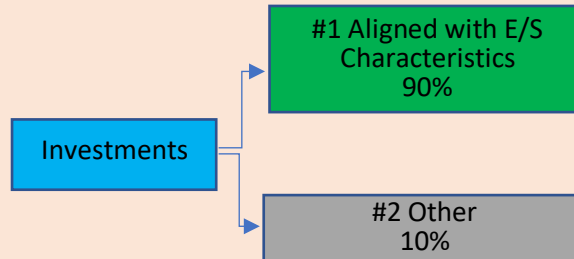 #1 Aligned with E/S
Characteristics
90%
Investments
#2 Other
10%